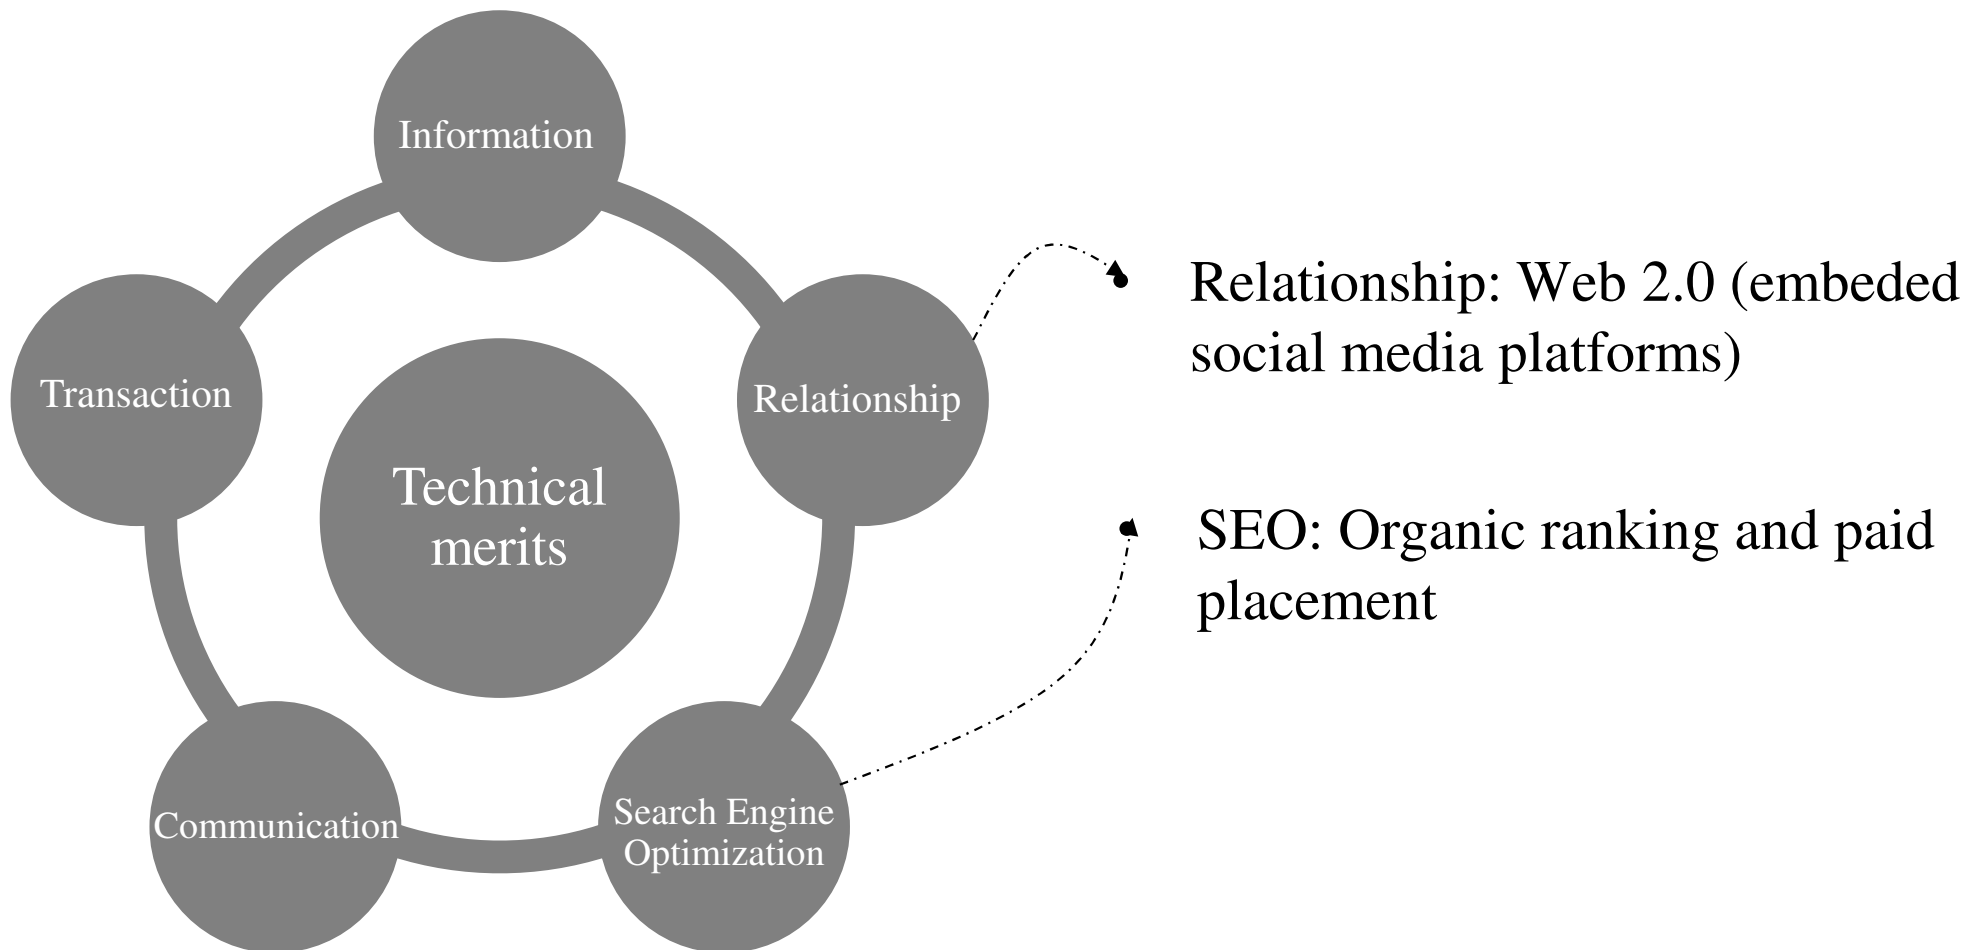 Information
Transaction
Relationship
Technical
merits
Communication
Search Engine
Optimization
Relationship: Web 2.0 (embeded
social media platforms)
SEO: Organic ranking and paid
placement